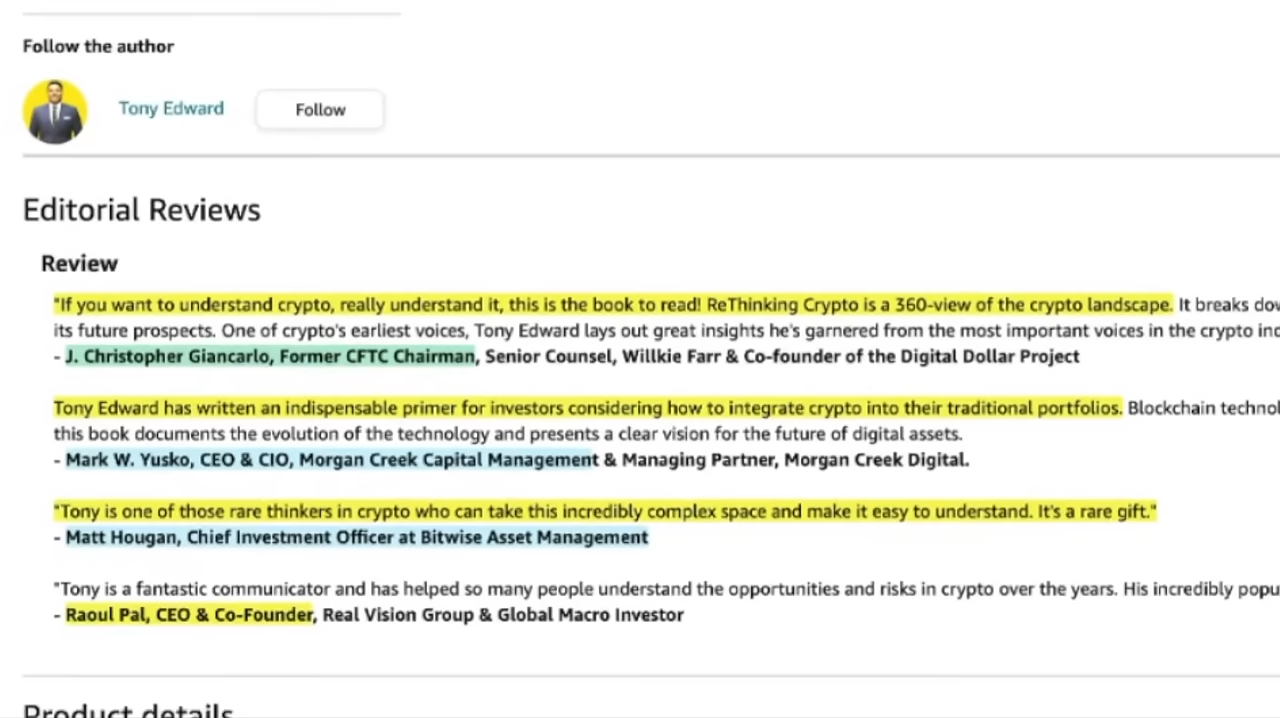 Follow the author
Tony Edward
Follow
Editorial Reviews
Review
"If you want to understand crypto, really understand it, this is the book to read! ReThinking Crypto is a 360-view of the crypto landscape. It breaks
its future prospects. One of crypto's earliest voices, Tony Edward lays out great insights he's garnered from the most important voices in the crypto
- J. Christopher Giancarlo, Former CFTC Chairman, Senior Counsel, Willkie Farr & Co-founder of the Digital Dollar Project
Tony Edward has written an indispensable primer for investors considering how to integrate crypto into their traditional portfolios. Blockchain
this book documents the evolution of the technology and presents a clear vision for the future of digital assets.
- Mark W. Yusko, CEO & CIO, Morgan Creek Capital Management & Managing Partner, Morgan Creek Digital.
"Tony is one of those rare thinkers in crypto who can take this incredibly complex space and make it easy to understand. It's a rare gift."
- Matt Hougan, Chief Investment Officer at Bitwise Asset Management
"Tony is a fantastic communicator and has helped so many people understand the opportunities and risks in crypto over the years. His incredibly
- Raoul Pal, CEO & Co-Founder, Real Vision Group & Global Macro Investor
Product details